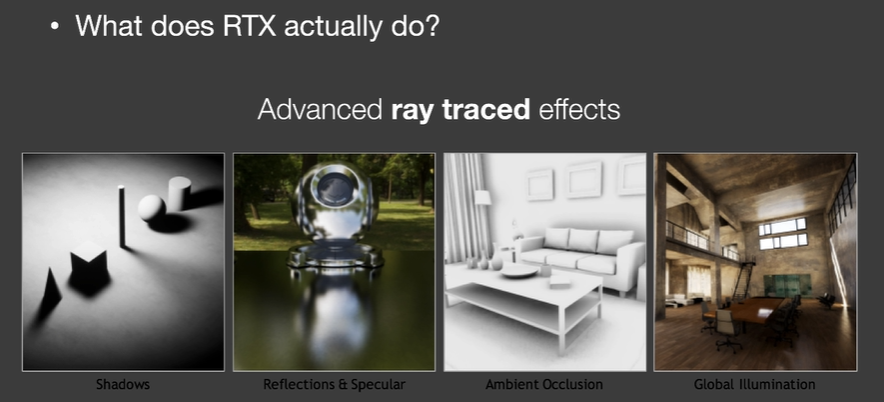 • What does RTX actually do?
Advanced ray traced effects
Shadows
Reflections & Specular
Ambient Occlusion
Global Illumination